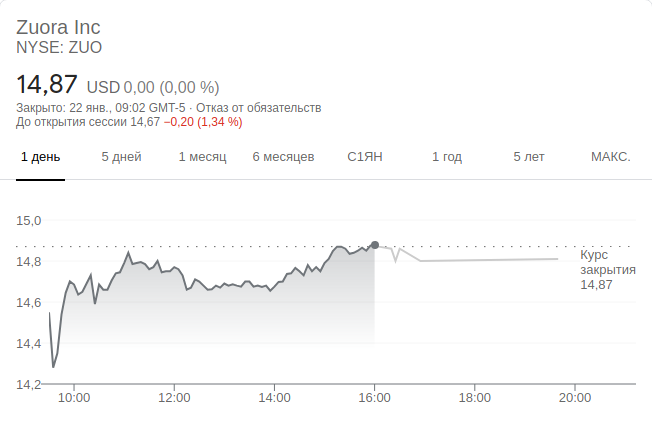 Zuora Inc
NYSE: ZUO
14,87 USD 0,00 (0,00 %)
Закрыто: 22 янв., 09:02 GMT-5 · Отказ от обязательств
До открытия сессии 14,67 −0,20 (1,34 %)
1 день 5 дней 1 месяц 6 месяцев С1ЯН 1 год 5 лет МАКС.
15,0
14,8
14,6
14,4
14,2
Курс
закрытия
14,87
10:00 12:00 14:00 16:00 18:00 20:00